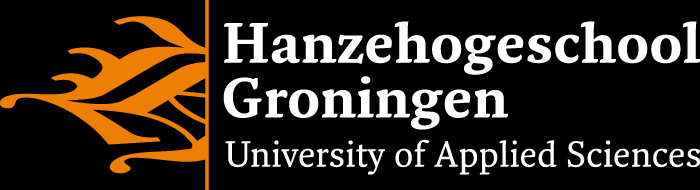 Hanzehogeschool
Groningen
University of Applied Sciences